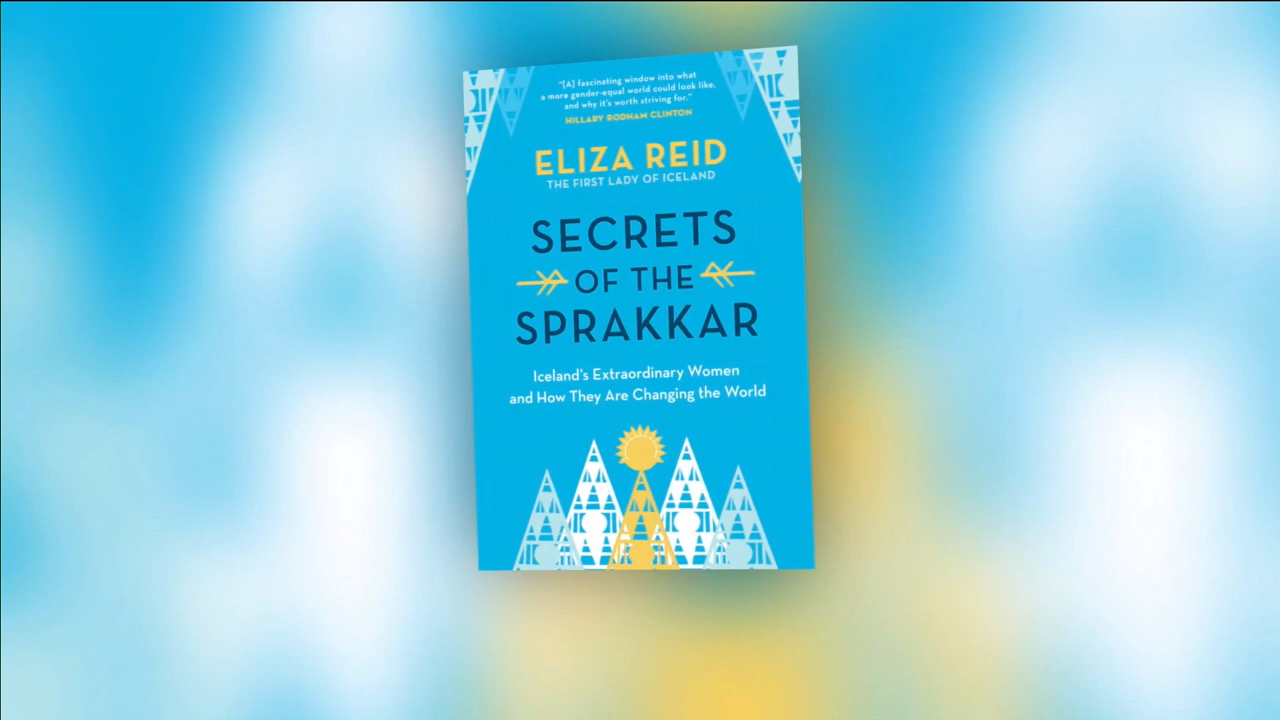 "[A] fascinating window into what
a more gender-equal world could look like,
and why it's worth striving for."
HILLARY RODHAM CLINTON
ELIZA REID
THE FIRST LADY OF ICELAND
SECRETS
OF THE
SPRAKKAR
Iceland's Extraordinary Women
and How They Are Changing the World